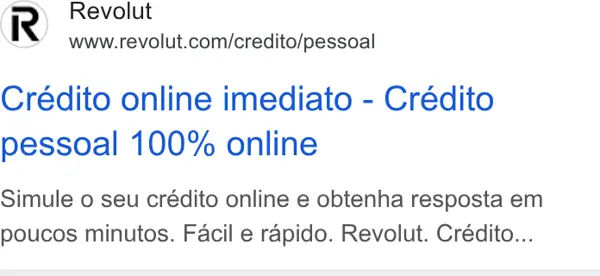 Revolut
www.revolut.com/credito/pessoal
Crédito online imediato - Crédito
pessoal 100% online
Simule o seu crédito online e obtenha resposta em
poucos minutos. Fácil e rápido. Revolut. Crédito...